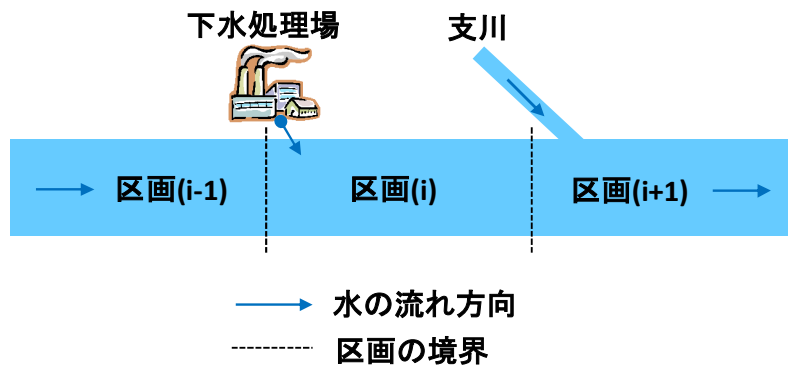 下水処理場
支川
区画(i-1)
区画(i)
区画(i+1)
水の流れ方向
区画の境界